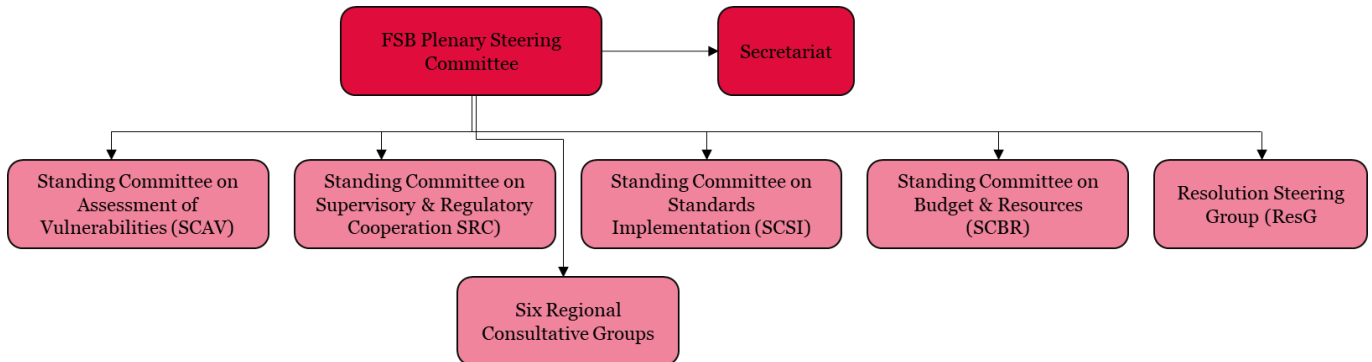 FSB Plenary Steering
Committee
Secretariat
Standing Committee on
Assessment of
Vulnerabilities (SCAV)
Standing Committee on
Supervisory & Regulatory
Cooperation SRC)
Standing Committee on
Standards
Implementation (SCSI)
Standing Committee on
Budget & Resources
(SCBR)
Resolution Steering
Group (ResG
Six Regional
Consultative Groups